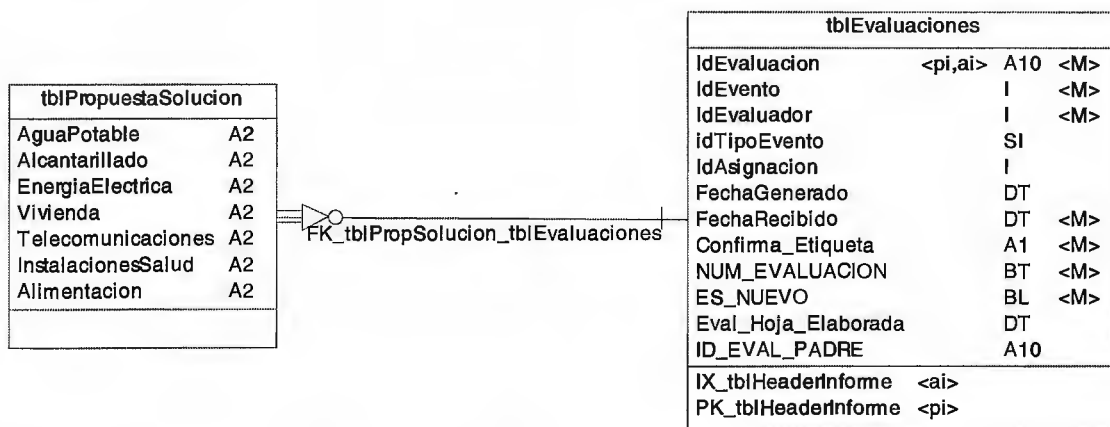 tblPropuestaSolucion
AguaPotable A2
Alcantarillado A2
EnergiaElectrica A2
Vivienda A2
Telecomunicaciones A2
InstalacionesSalud A2
Alimentacion A2
FK_tblPropSolucion_tblEvaluaciones
tblEvaluaciones
IdEvaluacion <pi,ai> A10 <M>
IdEvento I <M>
IdEvaluador I <M>
idTipoEvento SI
IdAsignacion I
FechaGenerado DT
FechaRecibido DT <M>
Confirma_Etiqueta A1 <M>
NUM_EVALUACION BT <M>
ES_NUEVO BL <M>
Eval_Hoja_Elaborada DT
ID_EVAL_PADRE A10
IX_tblHeaderInforme <ai>
PK_tblHeaderInforme <pi>